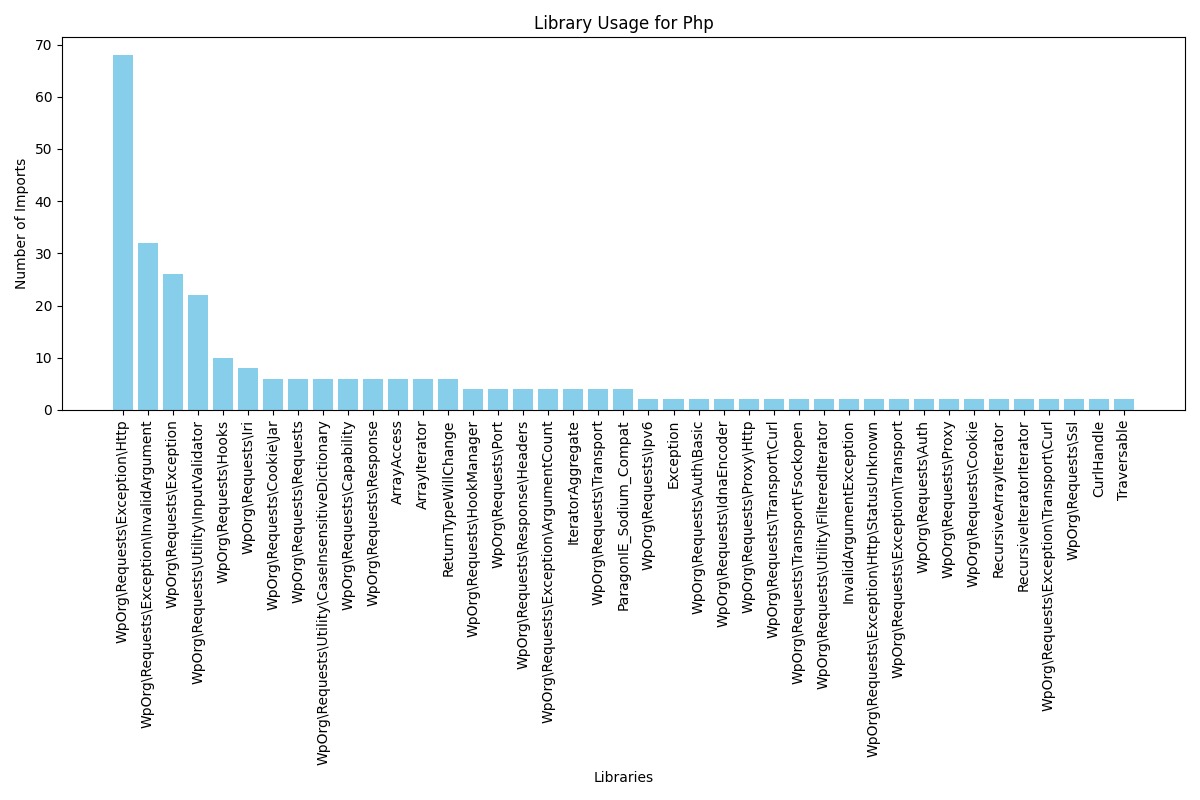 Library Usage for Php
Number of Imports
70
60
50
40
30
20
10
0
WpOrg\Requests\Exception\Http
WpOrg\Requests\Exception\InvalidArgument
WpOrg\Requests\Exception
WpOrg\Requests\Utility\InputValidator
WpOrg\Requests\Hooks
WpOrg\Requests\Iri
WpOrg\Requests\Cookie\Jar
WpOrg\Requests\Requests
WpOrg\Requests\Utility\CaseInsensitiveDictionary
WpOrg\Requests\Capability
WpOrg\Requests\Response
ArrayAccess
ArrayIterator
ReturnTypeWillChange
WpOrg\Requests\HookManager
WpOrg\Requests\Port
WpOrg\Requests\Response\Headers
WpOrg\Requests\Exception\ArgumentCount
IteratorAggregate
WpOrg\Requests\Transport
ParagonIE_Sodium_Compat
WpOrg\Requests\Ipv6
Exception
WpOrg\Requests\Auth\Basic
WpOrg\Requests\IdnaEncoder
WpOrg\Requests\Proxy\Http
WpOrg\Requests\Transport\Curl
WpOrg\Requests\Transport\Fsockopen
WpOrg\Requests\Utility\FilteredIterator
InvalidArgumentException
WpOrg\Requests\Exception\Http\StatusUnknown
WpOrg\Requests\Exception\Transport
WpOrg\Requests\Auth
WpOrg\Requests\Proxy
WpOrg\Requests\Cookie
RecursiveArrayIterator
RecursiveIteratorIterator
WpOrg\Requests\Exception\Transport\Curl
WpOrg\Requests\Ssl
CurlHandle
Traversable
Libraries